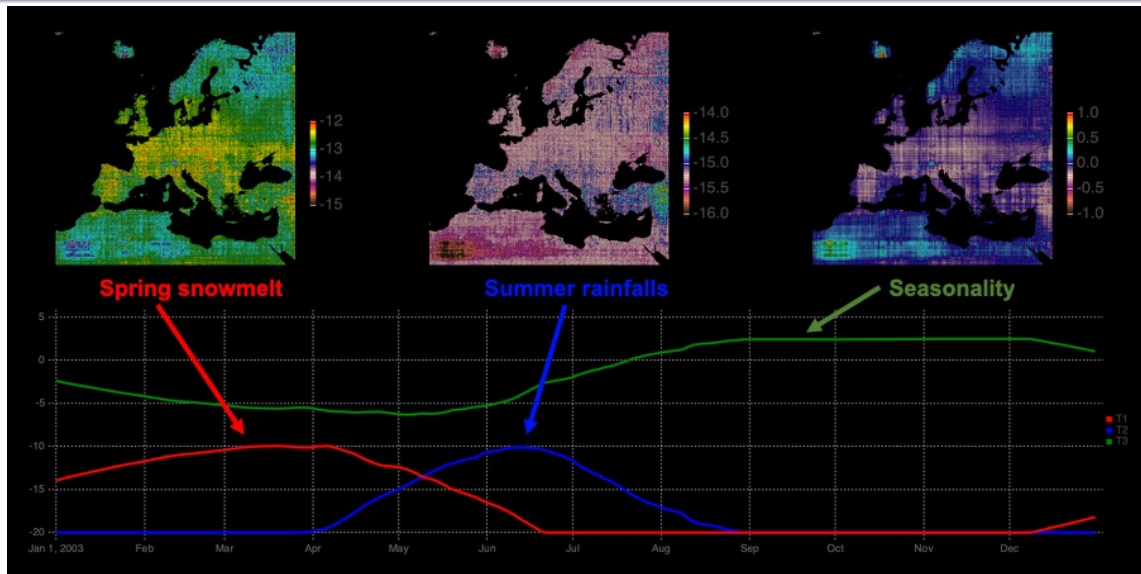 -12
-13
-14
-15
-14.0
-14.5
-15.0
-15.5
-16.0
1.0
0.5
0.0
-0.5
-1.0
Spring snowmelt
Summer rainfalls
Seasonality
5
0
-5
-10
-15
-20
T1
T2
T3
Jan 1, 2003 Feb Mar Apr May Jun Jul Aug Sep Oct Nov Dec